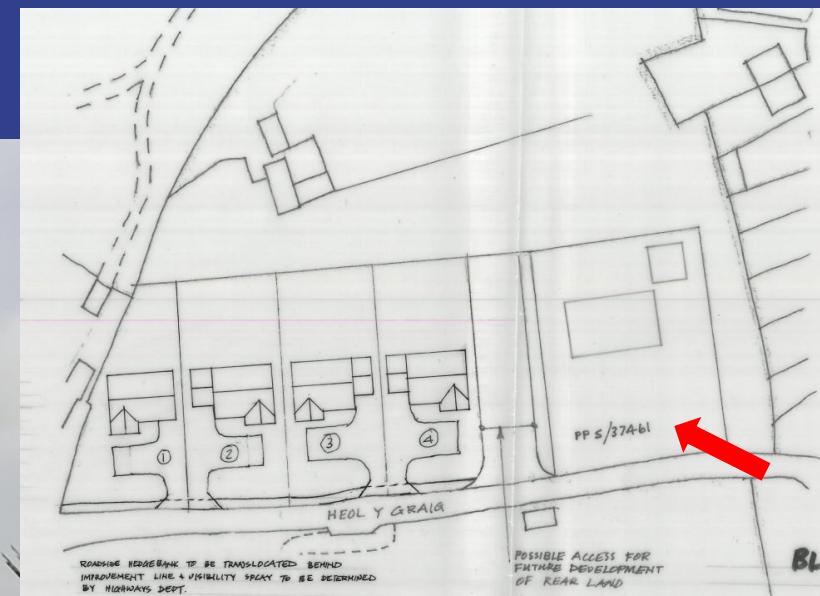 PP S/37461
① ② ③ ④
HEOL Y GRAIG
ROADSIDE HEDGEBANK TO BE TRANSLOCATED BEHIND
IMPROVEMENT LINE & VISIBILITY SPLAY TO BE DETERMINED
BY HIGHWAYS DEPT.
POSSIBLE ACCESS FOR
FUTURE DEVELOPMENT
OF REAR LAND
BL